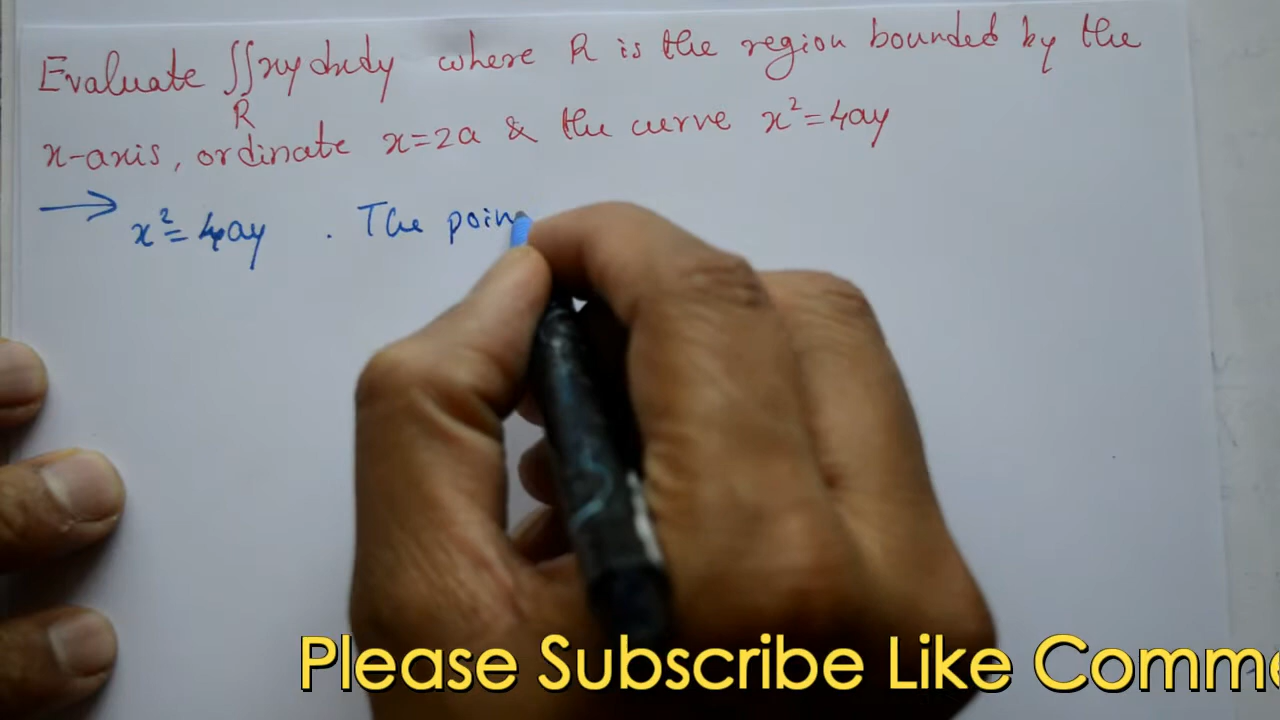 Evaluate ∬xy dxdy where R is the region bounded by the
R
x-axis, ordinate x=2a & the curve x²=4ay
→ x²=4ay . The poin
Please Subscribe Like Comme